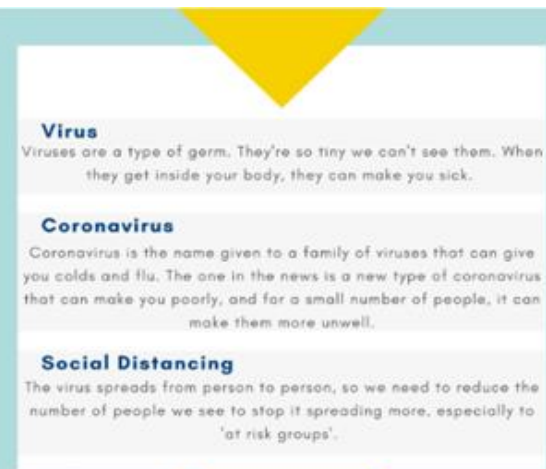 Virus
Viruses are a type of germ. They're so tiny we can't see them. When
they get inside your body, they can make you sick.
Coronavirus
Coronavirus is the name given to a family of viruses that can give
you colds and flu. The one in the news is a new type of coronavirus
that can make you poorly, and for a small number of people, it can
make them more unwell.
Social Distancing
The virus spreads from person to person, so we need to reduce the
number of people we see to stop it spreading more, especially to
'at risk groups'.